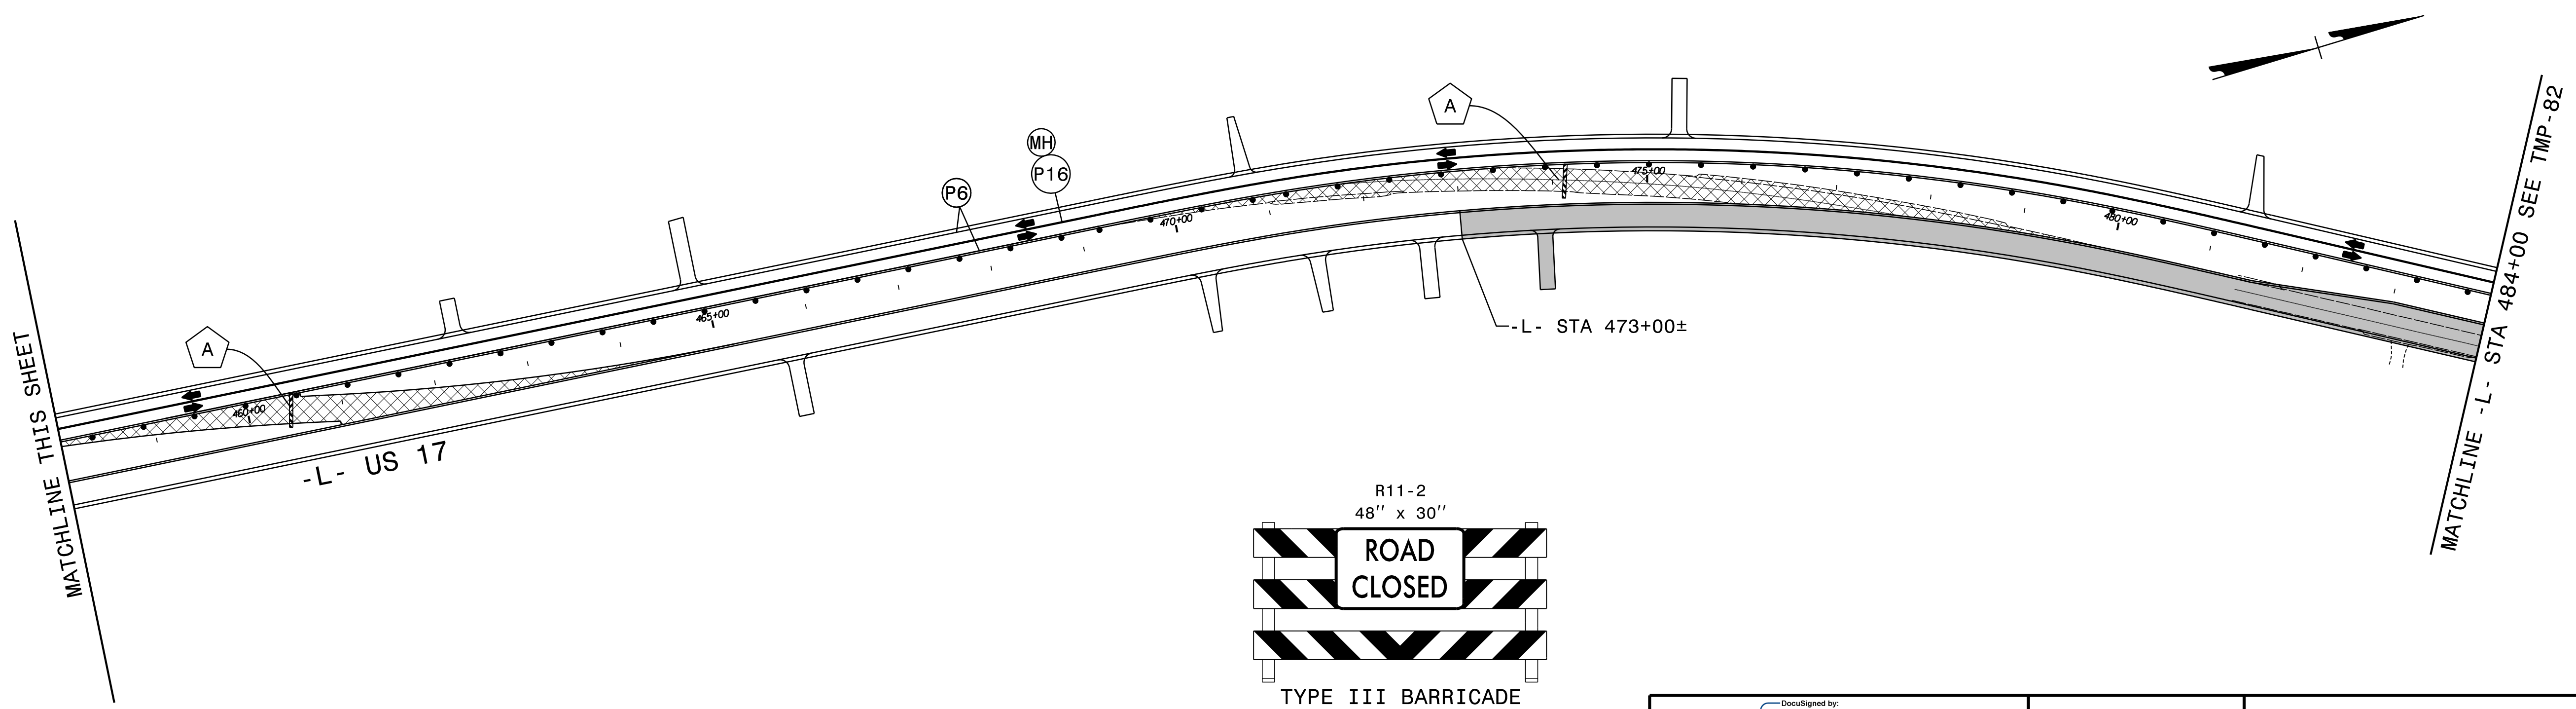 MATCHLINE THIS SHEET
A
460+00
-L- US 17
465+00
P6
MH
P16
470+00
A
475+00
-L- STA 473+00±
480+00
MATCHLINE -L- STA 484+00 SEE TMP-82
R11-2
48" x 30"
ROAD
CLOSED
TYPE III BARRICADE
DocuSigned by: